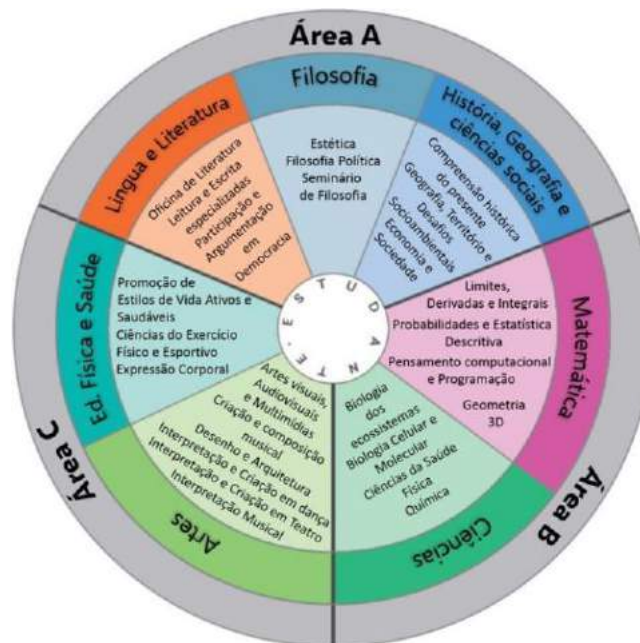 Área A
Filosofia
Estética
Filosofia Política
Seminário
de Filosofia
História, Geografia e
ciências sociais
Compreensão histórica
do presente
Geografia, Território e
Desafios
Socioambientais
Economia e
Sociedade
Matemática
Limites,
Derivadas e Integrais
Probabilidades e Estatística
Descritiva
Pensamento computacional
e Programação
Geometria
3D
Área B
Ciências
Biologia
dos
ecossistemas
Biologia Celular e
Molecular
Ciências da Saúde
Física
Química
Artes
Artes visuais,
Audiovisuais
e Multimídias
Criação e composição
musical
Desenho e Arquitetura
Interpretação e Criação em dança
Interpretação e Criação em Teatro
Interpretação Musical
Área C
Ed. Física e Saúde
Promoção de
Estilos de Vida Ativos e
Saudáveis
Ciências do Exercício
Físico e Esportivo
Expressão Corporal
Lingua e Literatura
Oficina de Literatura
Leitura e Escrita
especializadas
Participação e
Argumentação
em
Democracia
ESTUDANTE.